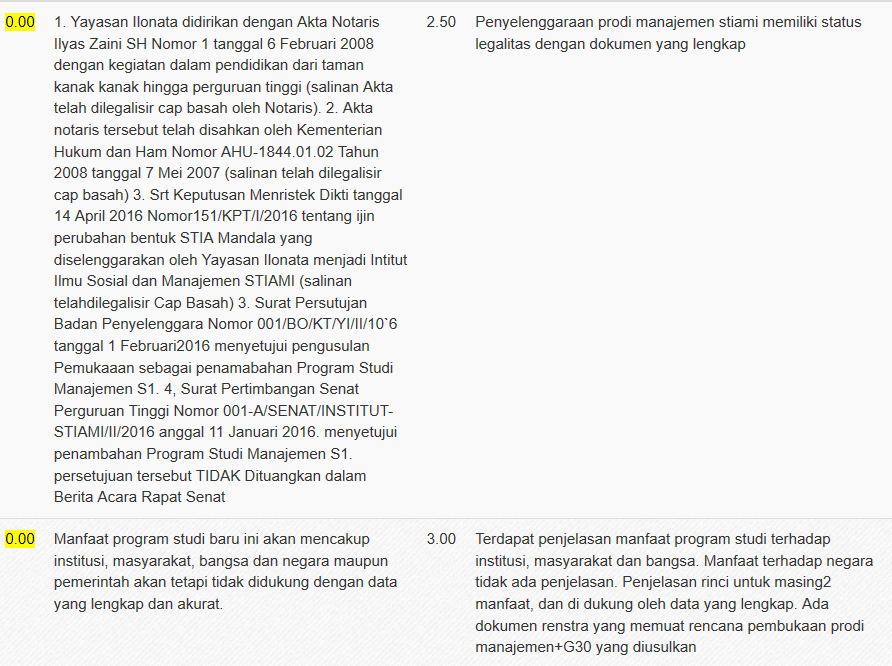 0.00
1. Yayasan Ilonata didirikan dengan Akta Notaris
Ilyas Zaini SH Nomor 1 tanggal 6 Februari 2008
dengan kegiatan dalam pendidikan dari taman
kanak kanak hingga perguruan tinggi (salinan Akta
telah dilegalisir cap basah oleh Notaris). 2. Akta
notaris tersebut telah disahkan oleh Kementerian
Hukum dan Ham Nomor AHU-1844.01.02 Tahun
2008 tanggal 7 Mei 2007 (salinan telah dilegalisir
cap basah) 3. Srt Keputusan Menristek Dikti tanggal
14 April 2016 Nomor151/KPT/I/2016 tentang ijin
perubahan bentuk STIA Mandala yang
diselenggarakan oleh Yayasan Ilonata menjadi Intitut
Ilmu Sosial dan Manajemen STIAMI (salinan
telahdilegalisir Cap Basah) 3. Surat Persutujan
Badan Penyelenggara Nomor 001/BO/KT/YI/II/10`6
tanggal 1 Februari2016 menyetujui pengusulan
Pemukaaan sebagai penamabahan Program Studi
Manajemen S1. 4, Surat Pertimbangan Senat
Perguruan Tinggi Nomor 001-A/SENAT/INSTITUT-
STIAMI/II/2016 anggal 11 Januari 2016. menyetujui
penambahan Program Studi Manajemen S1.
persetujuan tersebut TIDAK Dituangkan dalam
Berita Acara Rapat Senat
2.50
Penyelenggaraan prodi manajemen stiami memiliki status
legalitas dengan dokumen yang lengkap
0.00
Manfaat program studi baru ini akan mencakup
institusi, masyarakat, bangsa dan negara maupun
pemerintah akan tetapi tidak didukung dengan data
yang lengkap dan akurat.
3.00
Terdapat penjelasan manfaat program studi terhadap
institusi, masyarakat dan bangsa. Manfaat terhadap negara
tidak ada penjelasan. Penjelasan rinci untuk masing2
manfaat, dan di dukung oleh data yang lengkap. Ada
dokumen renstra yang memuat rencana pembukaan prodi
manajemen+G30 yang diusulkan